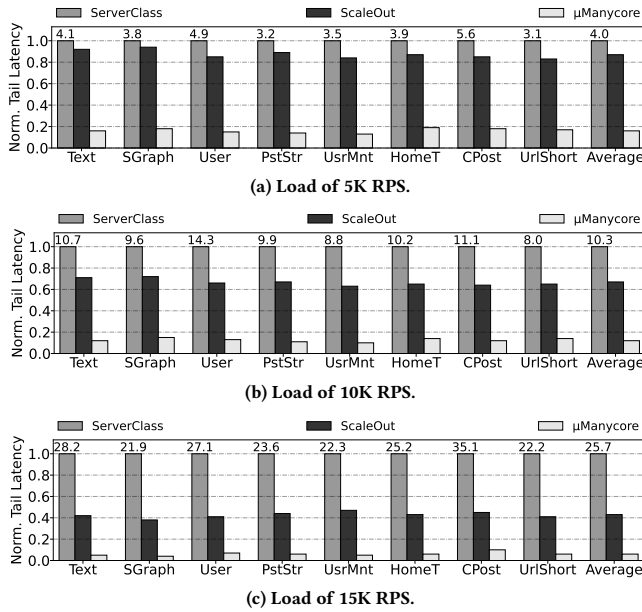 ServerClass ScaleOut μManycore
4.1 3.8 4.9 3.2 3.5 3.9 5.6 3.1 4.0
Norm. Tail Latency
1.0
0.8
0.6
0.4
0.2
0.0
Text SGraph User PstStr UsrMnt HomeT CPost UrlShort Average
(a) Load of 5K RPS.
ServerClass ScaleOut μManycore
10.7 9.6 14.3 9.9 8.8 10.2 11.1 8.0 10.3
Norm. Tail Latency
1.0
0.8
0.6
0.4
0.2
0.0
Text SGraph User PstStr UsrMnt HomeT CPost UrlShort Average
(b) Load of 10K RPS.
ServerClass ScaleOut μManycore
28.2 21.9 27.1 23.6 22.3 25.2 35.1 22.2 25.7
Norm. Tail Latency
1.0
0.8
0.6
0.4
0.2
0.0
Text SGraph User PstStr UsrMnt HomeT CPost UrlShort Average
(c) Load of 15K RPS.